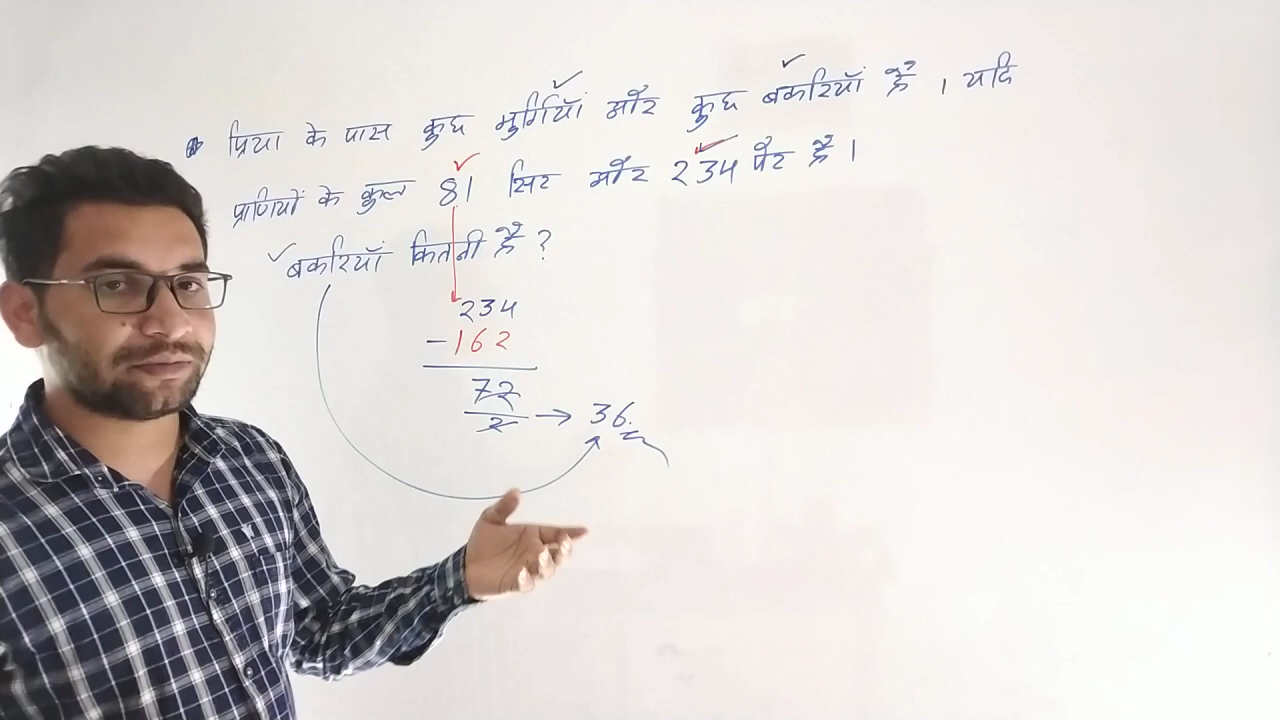 प्रिया के पास कुछ मुर्गियाँ और कुछ बकरियाँ हैं । यदि
प्राणियों के कुल 81 सिर और 234 पैर हैं ।
बकरियाँ कितनी हैं ?
234
-162
72
2 → 36.